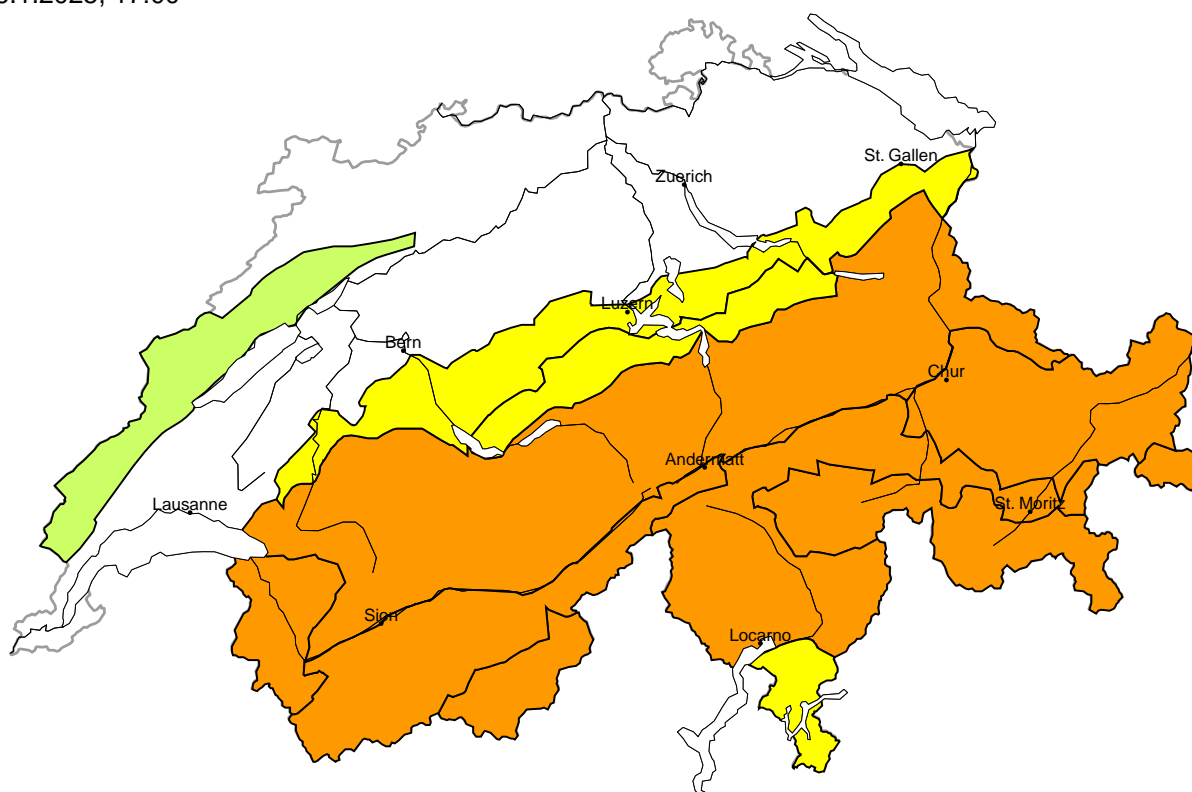 St. Gallen
Zuerich
Luzern
Bern
Chur
Andermatt
St. Moritz
Lausanne
Sion
Locarno